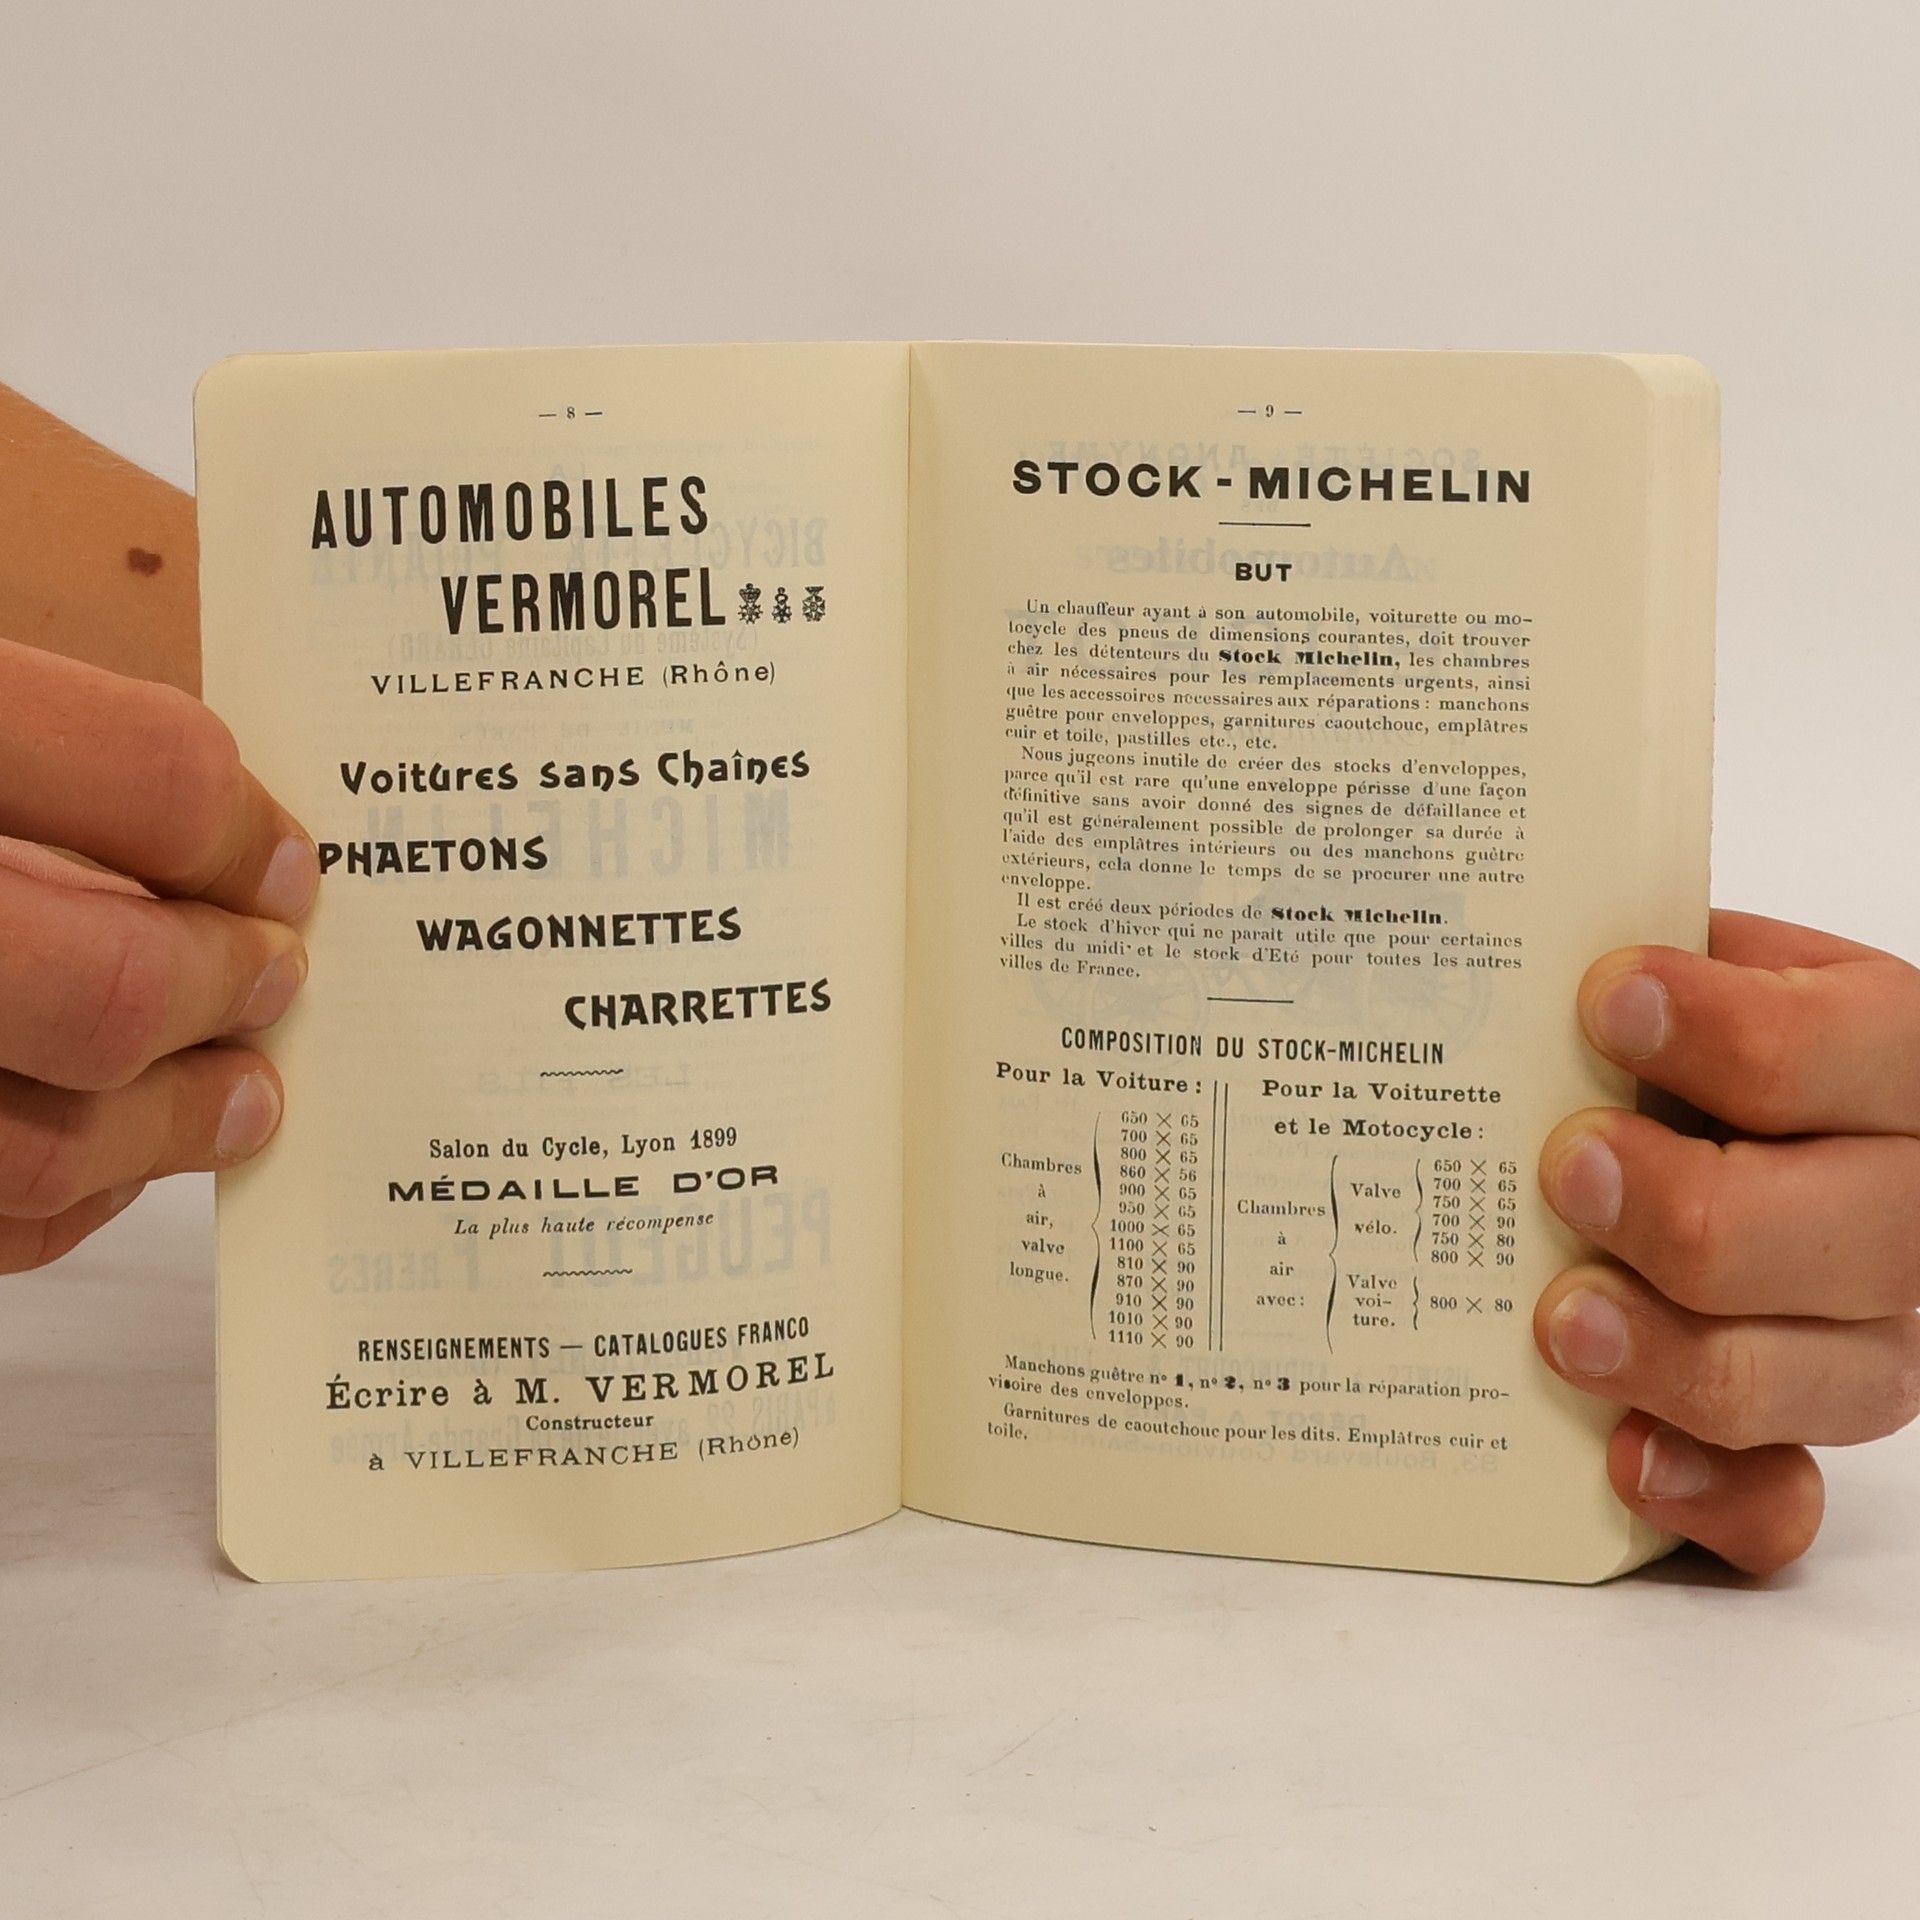 — 8 —
AUTOMOBILES
VERMOREL
VILLEFRANCHE (Rhône)
Voitures sans Chaînes
PHAETONS
WAGONNETTES
CHARRETTES
Salon du Cycle, Lyon 1899
MÉDAILLE D'OR
La plus haute récompense
RENSEIGNEMENTS — CATALOGUES FRANCO
Écrire à M. VERMOREL
Constructeur
à VILLEFRANCHE (Rhône)
— 9 —
STOCK - MICHELIN
BUT
Un chauffeur ayant à son automobile, voiturette ou mo-
tocycle des pneus de dimensions courantes, doit trouver
chez les détenteurs du Stock Michelin, les chambres
à air nécessaires pour les remplacements urgents, ainsi
que les accessoires nécessaires aux réparations : manchons
guêtre pour enveloppes, garnitures caoutchouc, emplâtres
cuir et toile, pastilles etc., etc.
Nous jugeons inutile de créer des stocks d'enveloppes,
parce qu'il est rare qu'une enveloppe périsse d'une façon
définitive sans avoir donné des signes de défaillance et
qu'il est généralement possible de prolonger sa durée à
l'aide des emplâtres intérieurs ou des manchons guêtre
extérieurs, cela donne le temps de se procurer une autre
enveloppe.
Il est créé deux périodes de Stock Michelin.
Le stock d'hiver qui ne parait utile que pour certaines
villes du midi et le stock d'Eté pour toutes les autres
villes de France.
COMPOSITION DU STOCK-MICHELIN
Pour la Voiture :
Chambres
à
air,
valve
longue.
650 × 65
700 × 65
800 × 65
860 × 56
900 × 65
950 × 65
1000 × 65
1100 × 65
810 × 90
870 × 90
910 × 90
1010 × 90
1110 × 90
Pour la Voiturette
et le Motocycle :
Chambres
à
air
avec :
Valve
vélo.
650 × 65
700 × 65
750 × 65
700 × 90
750 × 80
800 × 90
Valve
voi-
ture.
800 × 80
Manchons guêtre nº 1, nº 2, nº 3 pour la réparation pro-
visoire des enveloppes.
Garnitures de caoutchouc pour les dits. Emplâtres cuir et
toile.